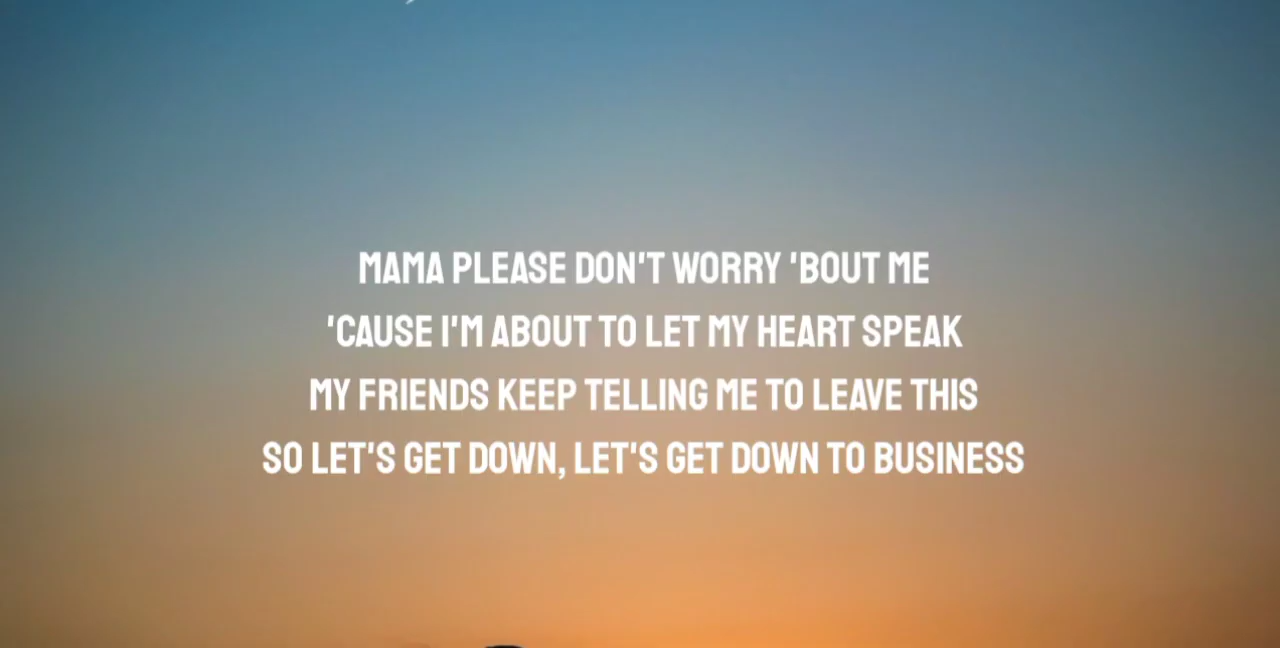 MAMA PLEASE DON'T WORRY 'BOUT ME
'CAUSE I'M ABOUT TO LET MY HEART SPEAK
MY FRIENDS KEEP TELLING ME TO LEAVE THIS
SO LET'S GET DOWN, LET'S GET DOWN TO BUSINESS